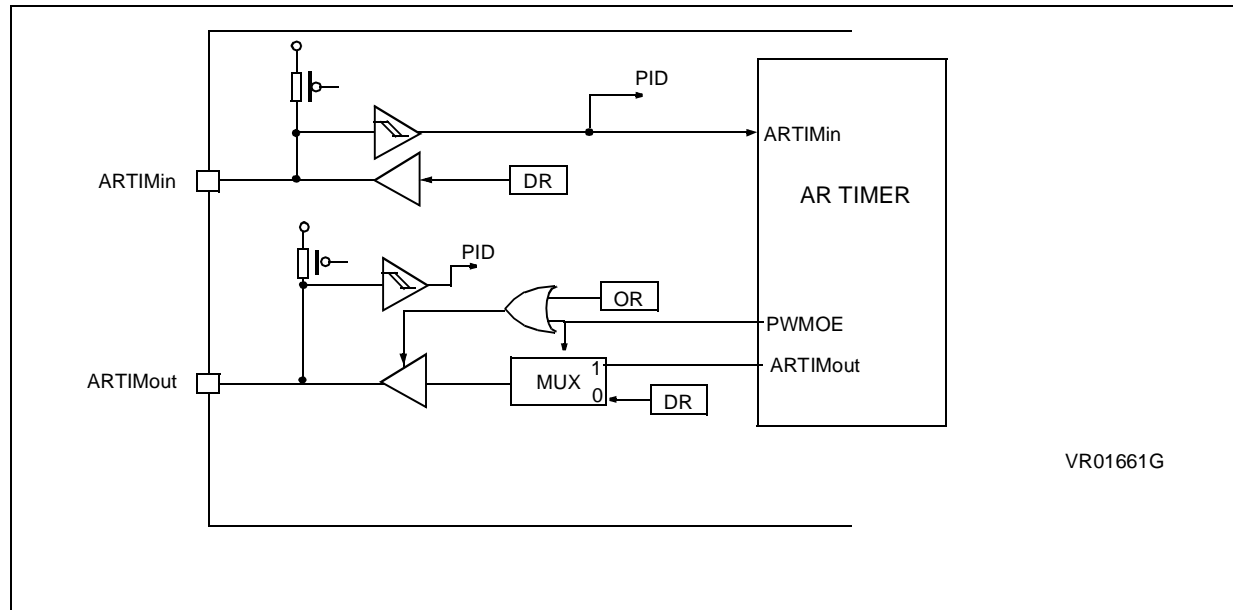 PID
ARTIMin
ARTIMin
DR
AR TIMER
PID
OR
PWMOE
ARTIMout
ARTIMout
MUX
1
0
DR
VR01661G